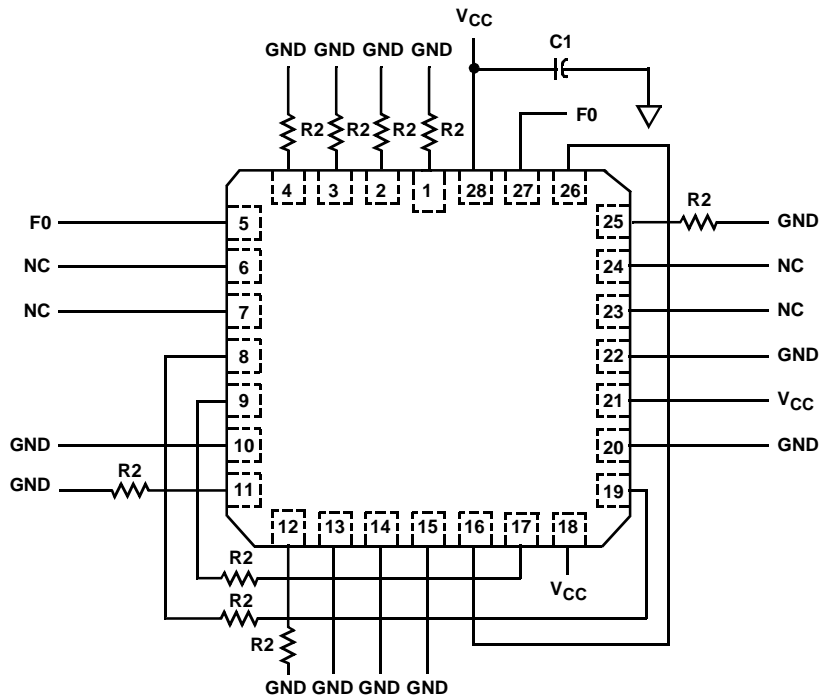 VCC
C1
GND GND GND GND
R2 R2 R2 R2
F0
4 3 2 1 28 27 26
F0 5 25 R2 GND
NC 6 24 NC
NC 7 23 NC
8 22 GND
9 21 VCC
GND 10 20 GND
GND R2 11 19
12 13 14 15 16 17 18
R2
VCC
R2
R2
GND GND GND GND